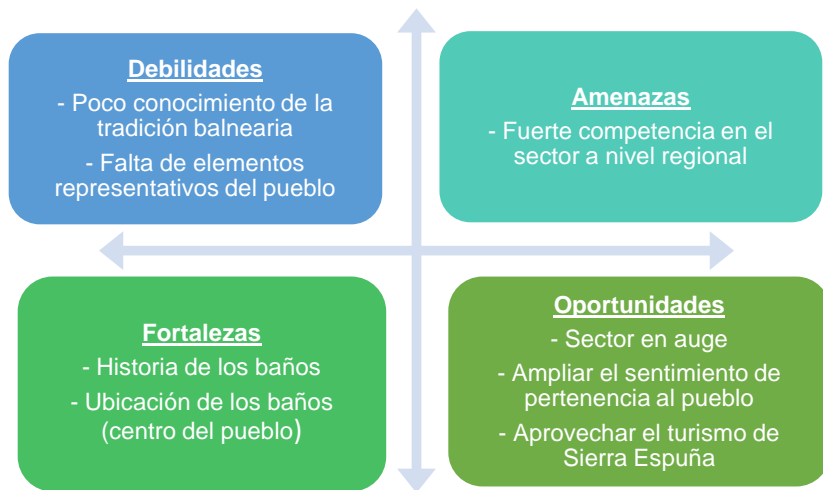 Debilidades
- Poco conocimiento de la
tradición balnearia
- Falta de elementos
representativos del pueblo
Amenazas
- Fuerte competencia en el
sector a nivel regional
Fortalezas
- Historia de los baños
- Ubicación de los baños
(centro del pueblo)
Oportunidades
- Sector en auge
- Ampliar el sentimiento de
pertenencia al pueblo
- Aprovechar el turismo de
Sierra Espuña